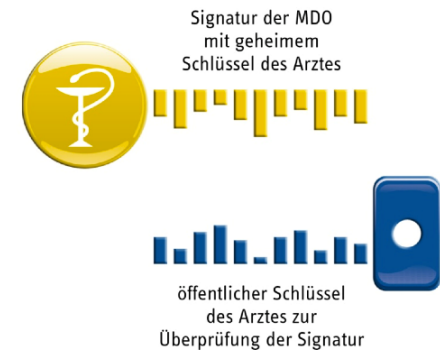 Signatur der MDO
mit geheimem
Schlüssel des Arztes
öffentlicher Schlüssel
des Arztes zur
Überprüfung der Signatur